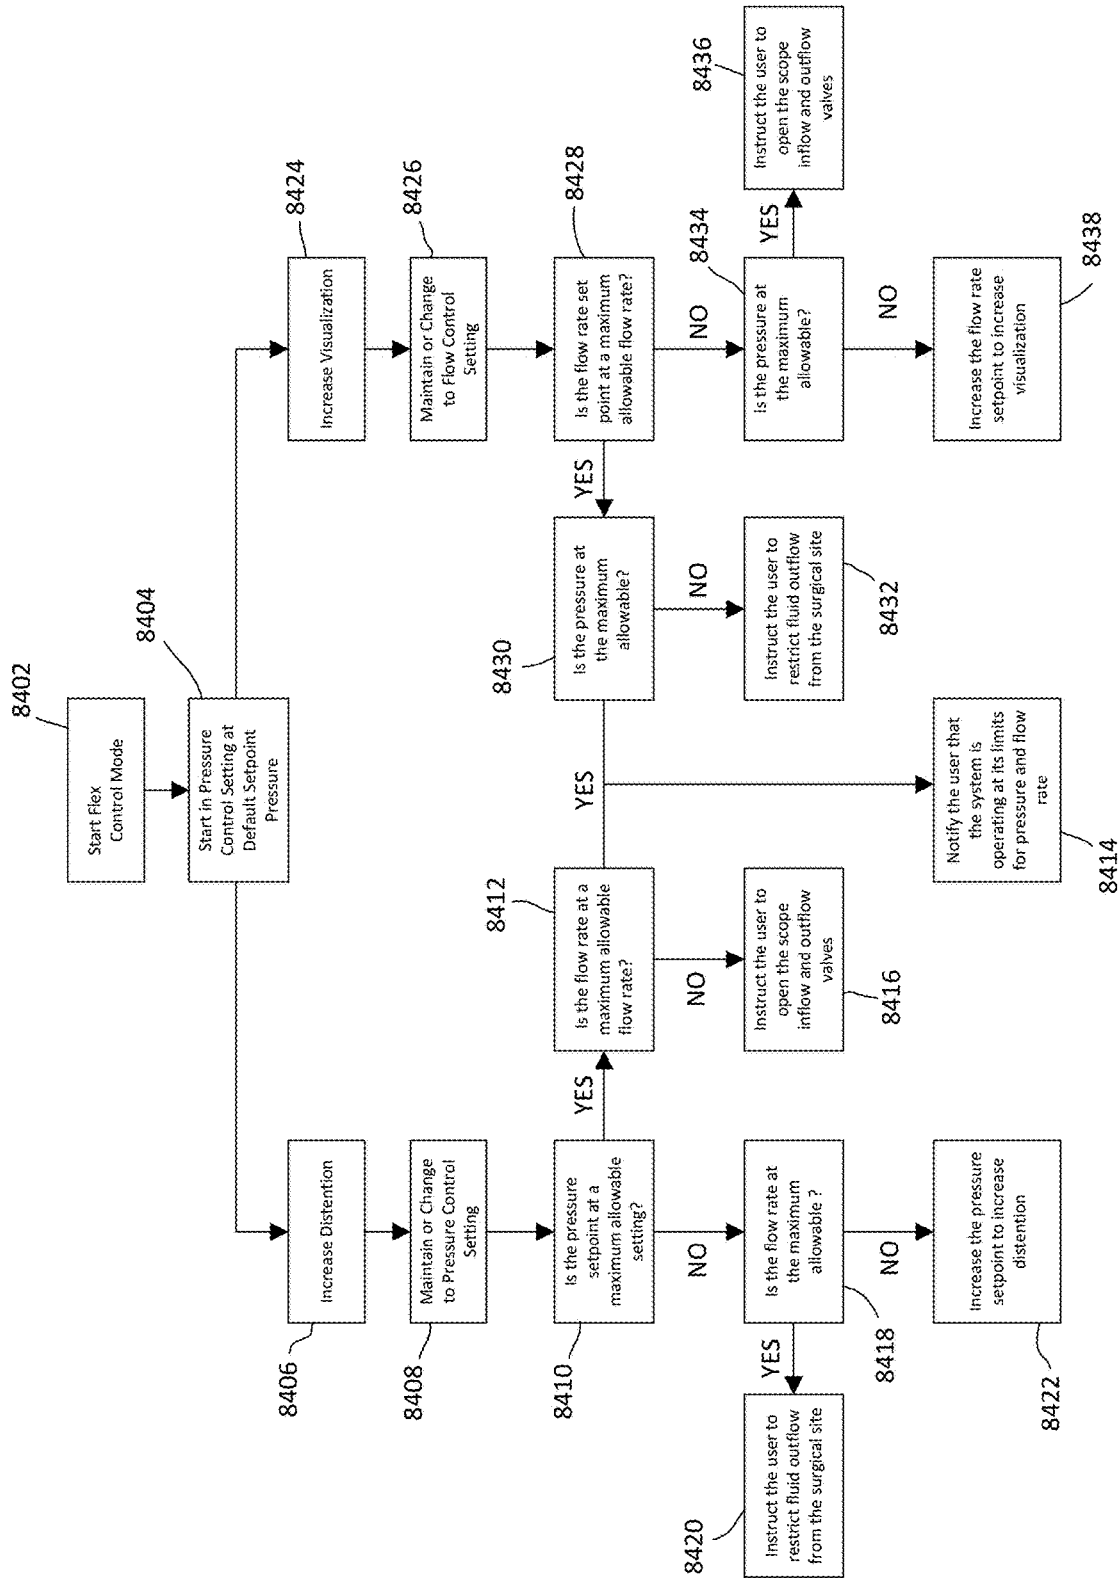 8402
Start Flex
Control Mode
8404
Start in Pressure
Control Setting at
Default Setpoint
Pressure
8406
Increase Distention
8424
Increase Visualization
8408
Maintain or Change
to Pressure Control
Setting
8426
Maintain or Change
to Flow Control
Setting
8410
Is the pressure
setpoint at a
maximum allowable
setting?
YES
8412
Is the flow rate at a
maximum allowable
flow rate?
YES
8430
Is the pressure at
the maximum
allowable?
YES
8428
Is the flow rate set
point at a maximum
allowable flow rate?
NO
NO
NO
NO
8420
Instruct the user to
restrict fluid outflow
from the surgical site
YES
8418
Is the flow rate at
the maximum
allowable ?
8416
Instruct the user to
open the scope
inflow and outflow
valves
8432
Instruct the user to
restrict fluid outflow
from the surgical site
8434
Is the pressure at
the maximum
allowable?
YES
8436
Instruct the user to
open the scope
inflow and outflow
valves
NO
NO
8422
Increase the pressure
setpoint to increase
distention
8414
Notify the user that
the system is
operating at its limits
for pressure and flow
rate
8438
Increase the flow rate
setpoint to increase
visualization